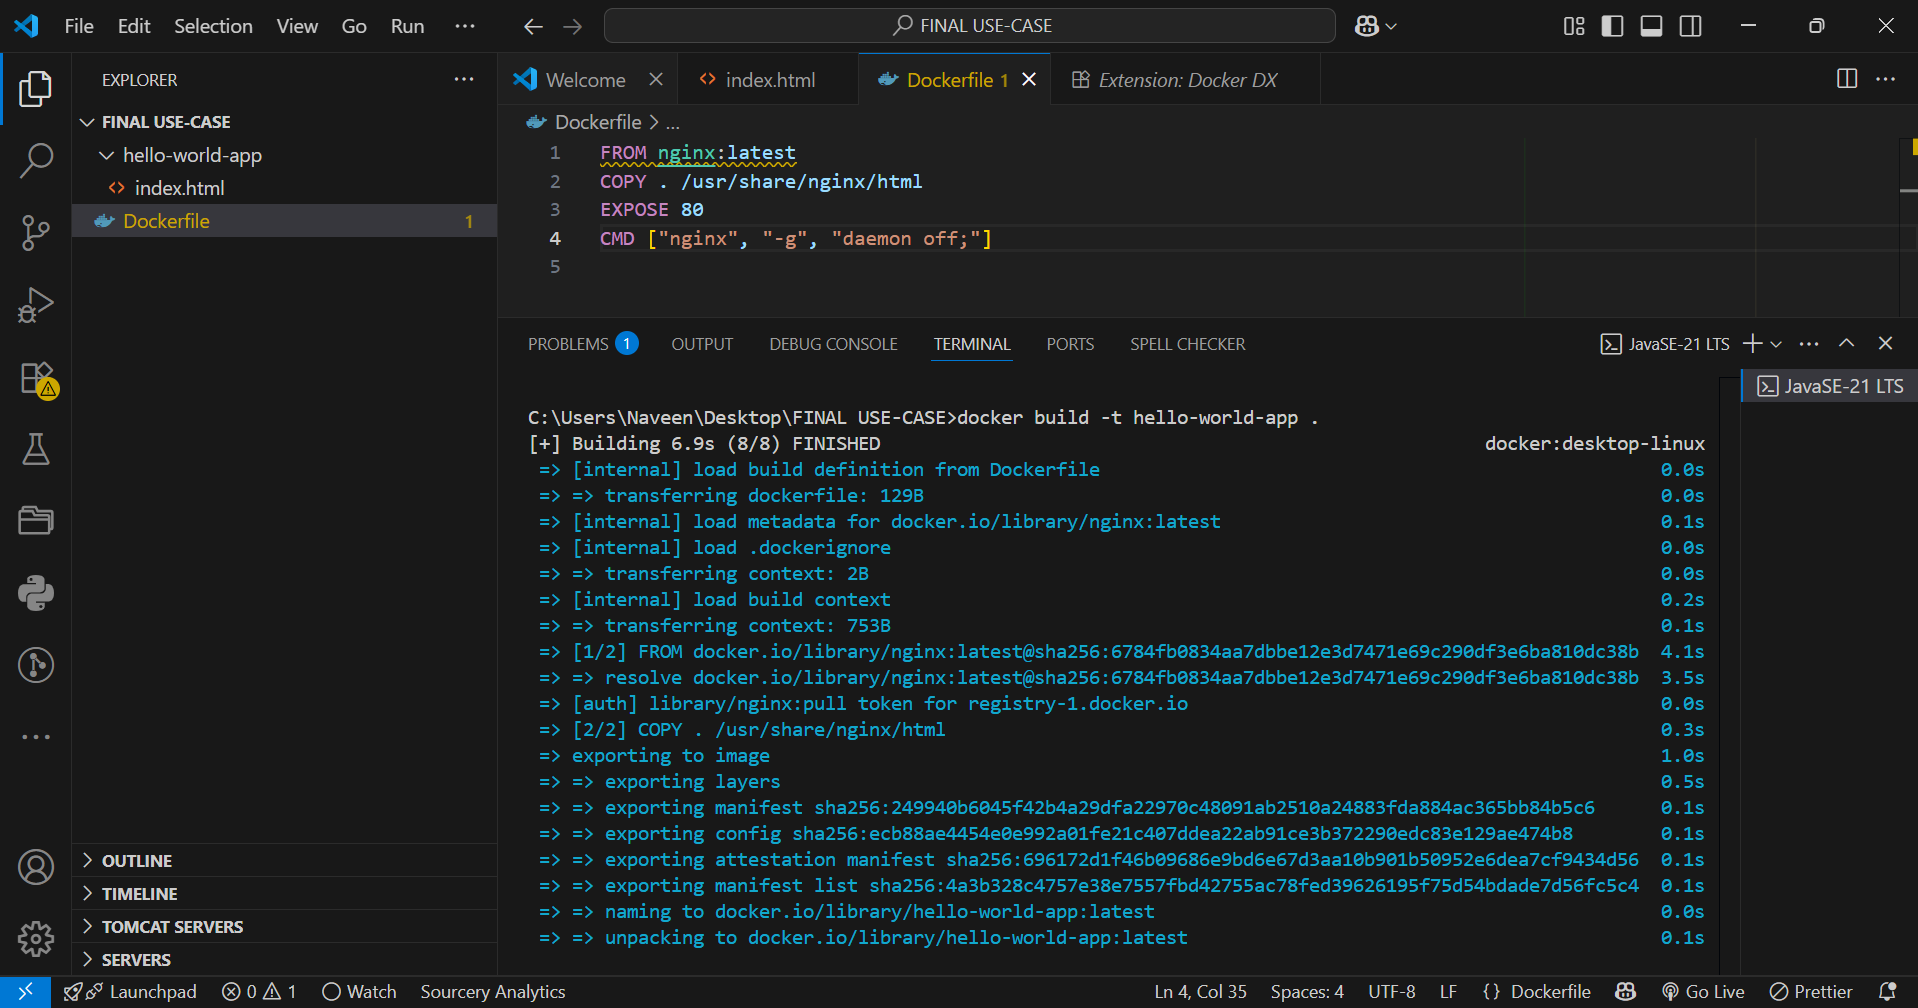 File Edit Selection View Go Run ··· FINAL USE-CASE
EXPLORER ···
FINAL USE-CASE
hello-world-app
index.html
Dockerfile 1
OUTLINE
TIMELINE
TOMCAT SERVERS
SERVERS
Welcome index.html Dockerfile 1 Extension: Docker DX
Dockerfile > ...
1 FROM nginx:latest
2 COPY . /usr/share/nginx/html
3 EXPOSE 80
4 CMD ["nginx", "-g", "daemon off;"]
5
PROBLEMS 1 OUTPUT DEBUG CONSOLE TERMINAL PORTS SPELL CHECKER JavaSE-21 LTS
JavaSE-21 LTS
C:\Users\Naveen\Desktop\FINAL USE-CASE>docker build -t hello-world-app .
[+] Building 6.9s (8/8) FINISHED docker:desktop-linux
=> [internal] load build definition from Dockerfile 0.0s
=> => transferring dockerfile: 129B 0.0s
=> [internal] load metadata for docker.io/library/nginx:latest 0.1s
=> [internal] load .dockerignore 0.0s
=> => transferring context: 2B 0.0s
=> [internal] load build context 0.2s
=> => transferring context: 753B 0.1s
=> [1/2] FROM docker.io/library/nginx:latest@sha256:6784fb0834aa7dbbe12e3d7471e69c290df3e6ba810dc38b 4.1s
=> => resolve docker.io/library/nginx:latest@sha256:6784fb0834aa7dbbe12e3d7471e69c290df3e6ba810dc38b 3.5s
=> [auth] library/nginx:pull token for registry-1.docker.io 0.0s
=> [2/2] COPY . /usr/share/nginx/html 0.3s
=> exporting to image 1.0s
=> => exporting layers 0.5s
=> => exporting manifest sha256:249940b6045f42b4a29dfa22970c48091ab2510a24883fda884ac365bb84b5c6 0.1s
=> => exporting config sha256:ecb88ae4454e0e992a01fe21c407ddea22ab91ce3b372290edc83e129ae474b8 0.1s
=> => exporting attestation manifest sha256:696172d1f46b09686e9bd6e67d3aa10b901b50952e6dea7cf9434d56 0.1s
=> => exporting manifest list sha256:4a3b328c4757e38e7557fbd42755ac78fed39626195f75d54bdade7d56fc5c4 0.1s
=> => naming to docker.io/library/hello-world-app:latest 0.0s
=> => unpacking to docker.io/library/hello-world-app:latest 0.1s
Launchpad 0 1 Watch Sourcery Analytics Ln 4, Col 35 Spaces: 4 UTF-8 LF {} Dockerfile Go Live Prettier